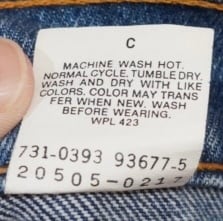 C
MACHINE WASH HOT.
NORMAL CYCLE. TUMBLE DRY.
WASH AND DRY WITH LIKE
COLORS. COLOR MAY TRANS
FER WHEN NEW. WASH
BEFORE WEARING.
WPL 423
731-0393 93677-5
20505-0217